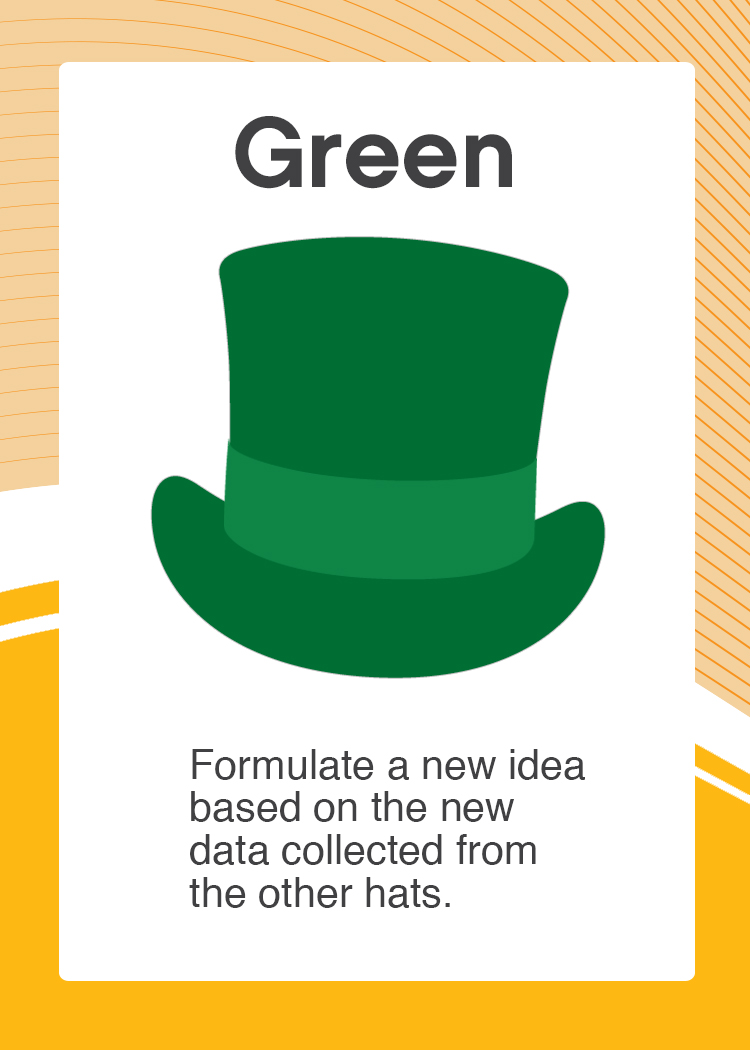 Green
Formulate a new idea
based on the new
data collected from
the other hats.